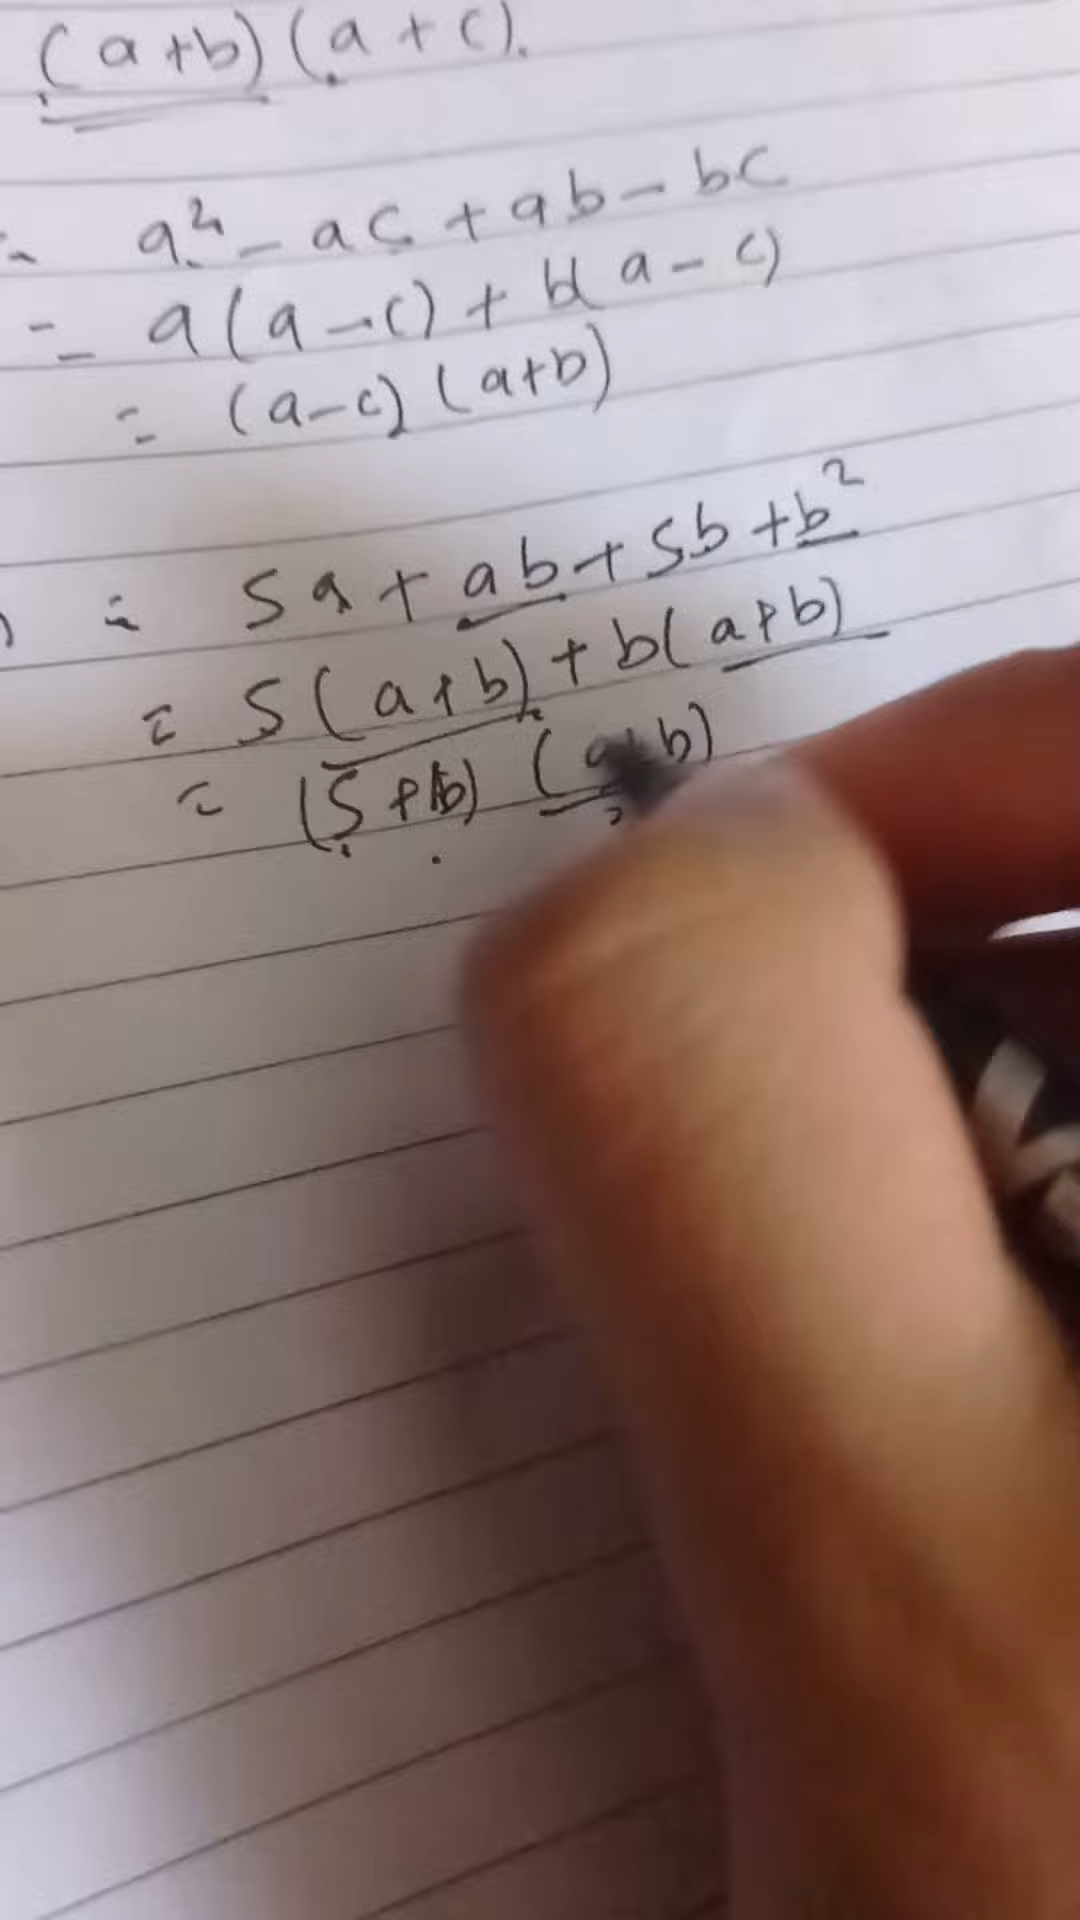 (a+b)(a+c).
= a² - ac + ab - bc
= a(a-c) + b(a-c)
= (a-c)(a+b)
) = 5a + ab + 5b + b²
= 5(a+b) + b(a+b)
= (5+b)(a+b)